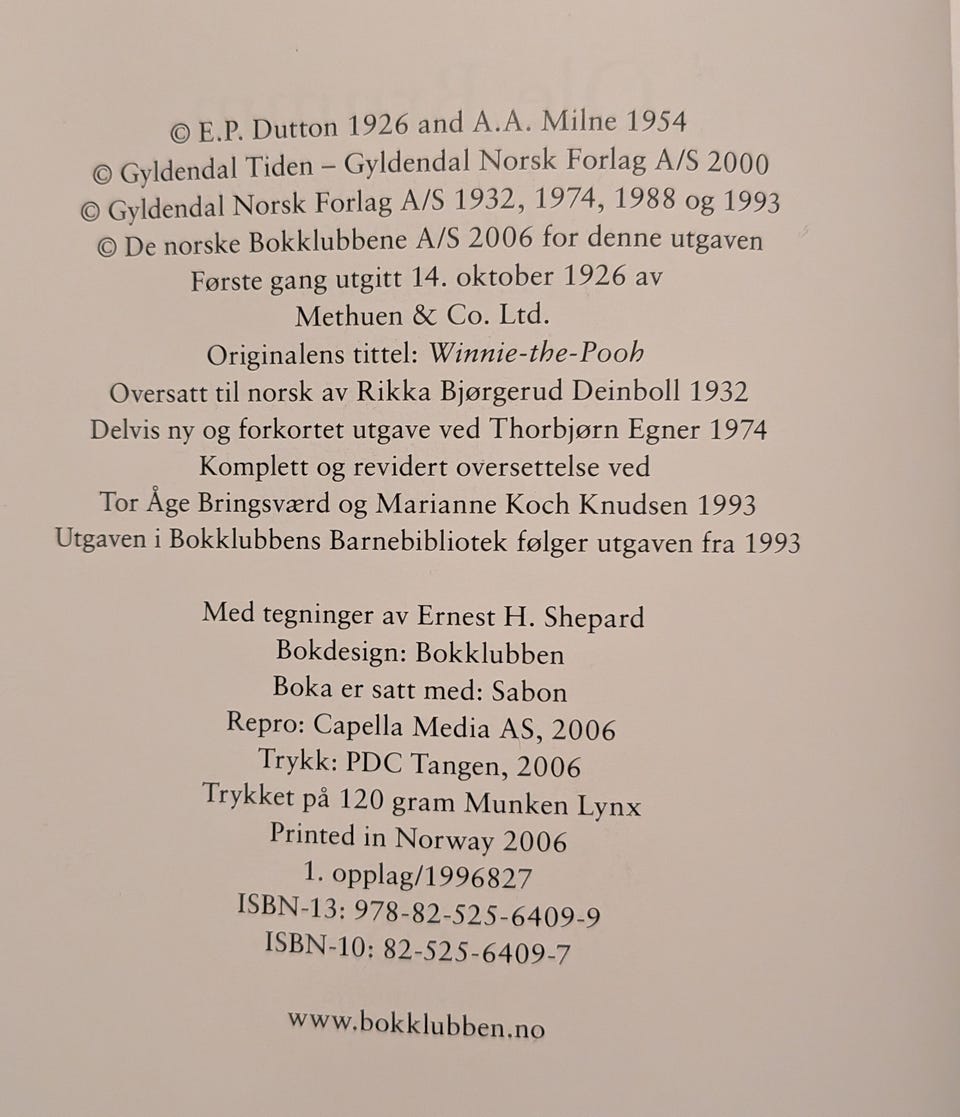 © E.P. Dutton 1926 and A.A. Milne 1954
© Gyldendal Tiden – Gyldendal Norsk Forlag A/S 2000
© Gyldendal Norsk Forlag A/S 1932, 1974, 1988 og 1993
© De norske Bokklubbene A/S 2006 for denne utgaven
Første gang utgitt 14. oktober 1926 av
Methuen & Co. Ltd.
Originalens tittel: Winnie-the-Pooh
Oversatt til norsk av Rikka Bjørgerud Deinboll 1932
Delvis ny og forkortet utgave ved Thorbjørn Egner 1974
Komplett og revidert oversettelse ved
Tor Åge Bringsværd og Marianne Koch Knudsen 1993
Utgaven i Bokklubbens Barnebibliotek følger utgaven fra 1993
Med tegninger av Ernest H. Shepard
Bokdesign: Bokklubben
Boka er satt med: Sabon
Repro: Capella Media AS, 2006
Trykk: PDC Tangen, 2006
Trykket på 120 gram Munken Lynx
Printed in Norway 2006
1. opplag/1996827
ISBN-13: 978-82-525-6409-9
ISBN-10: 82-525-6409-7
www.bokklubben.no